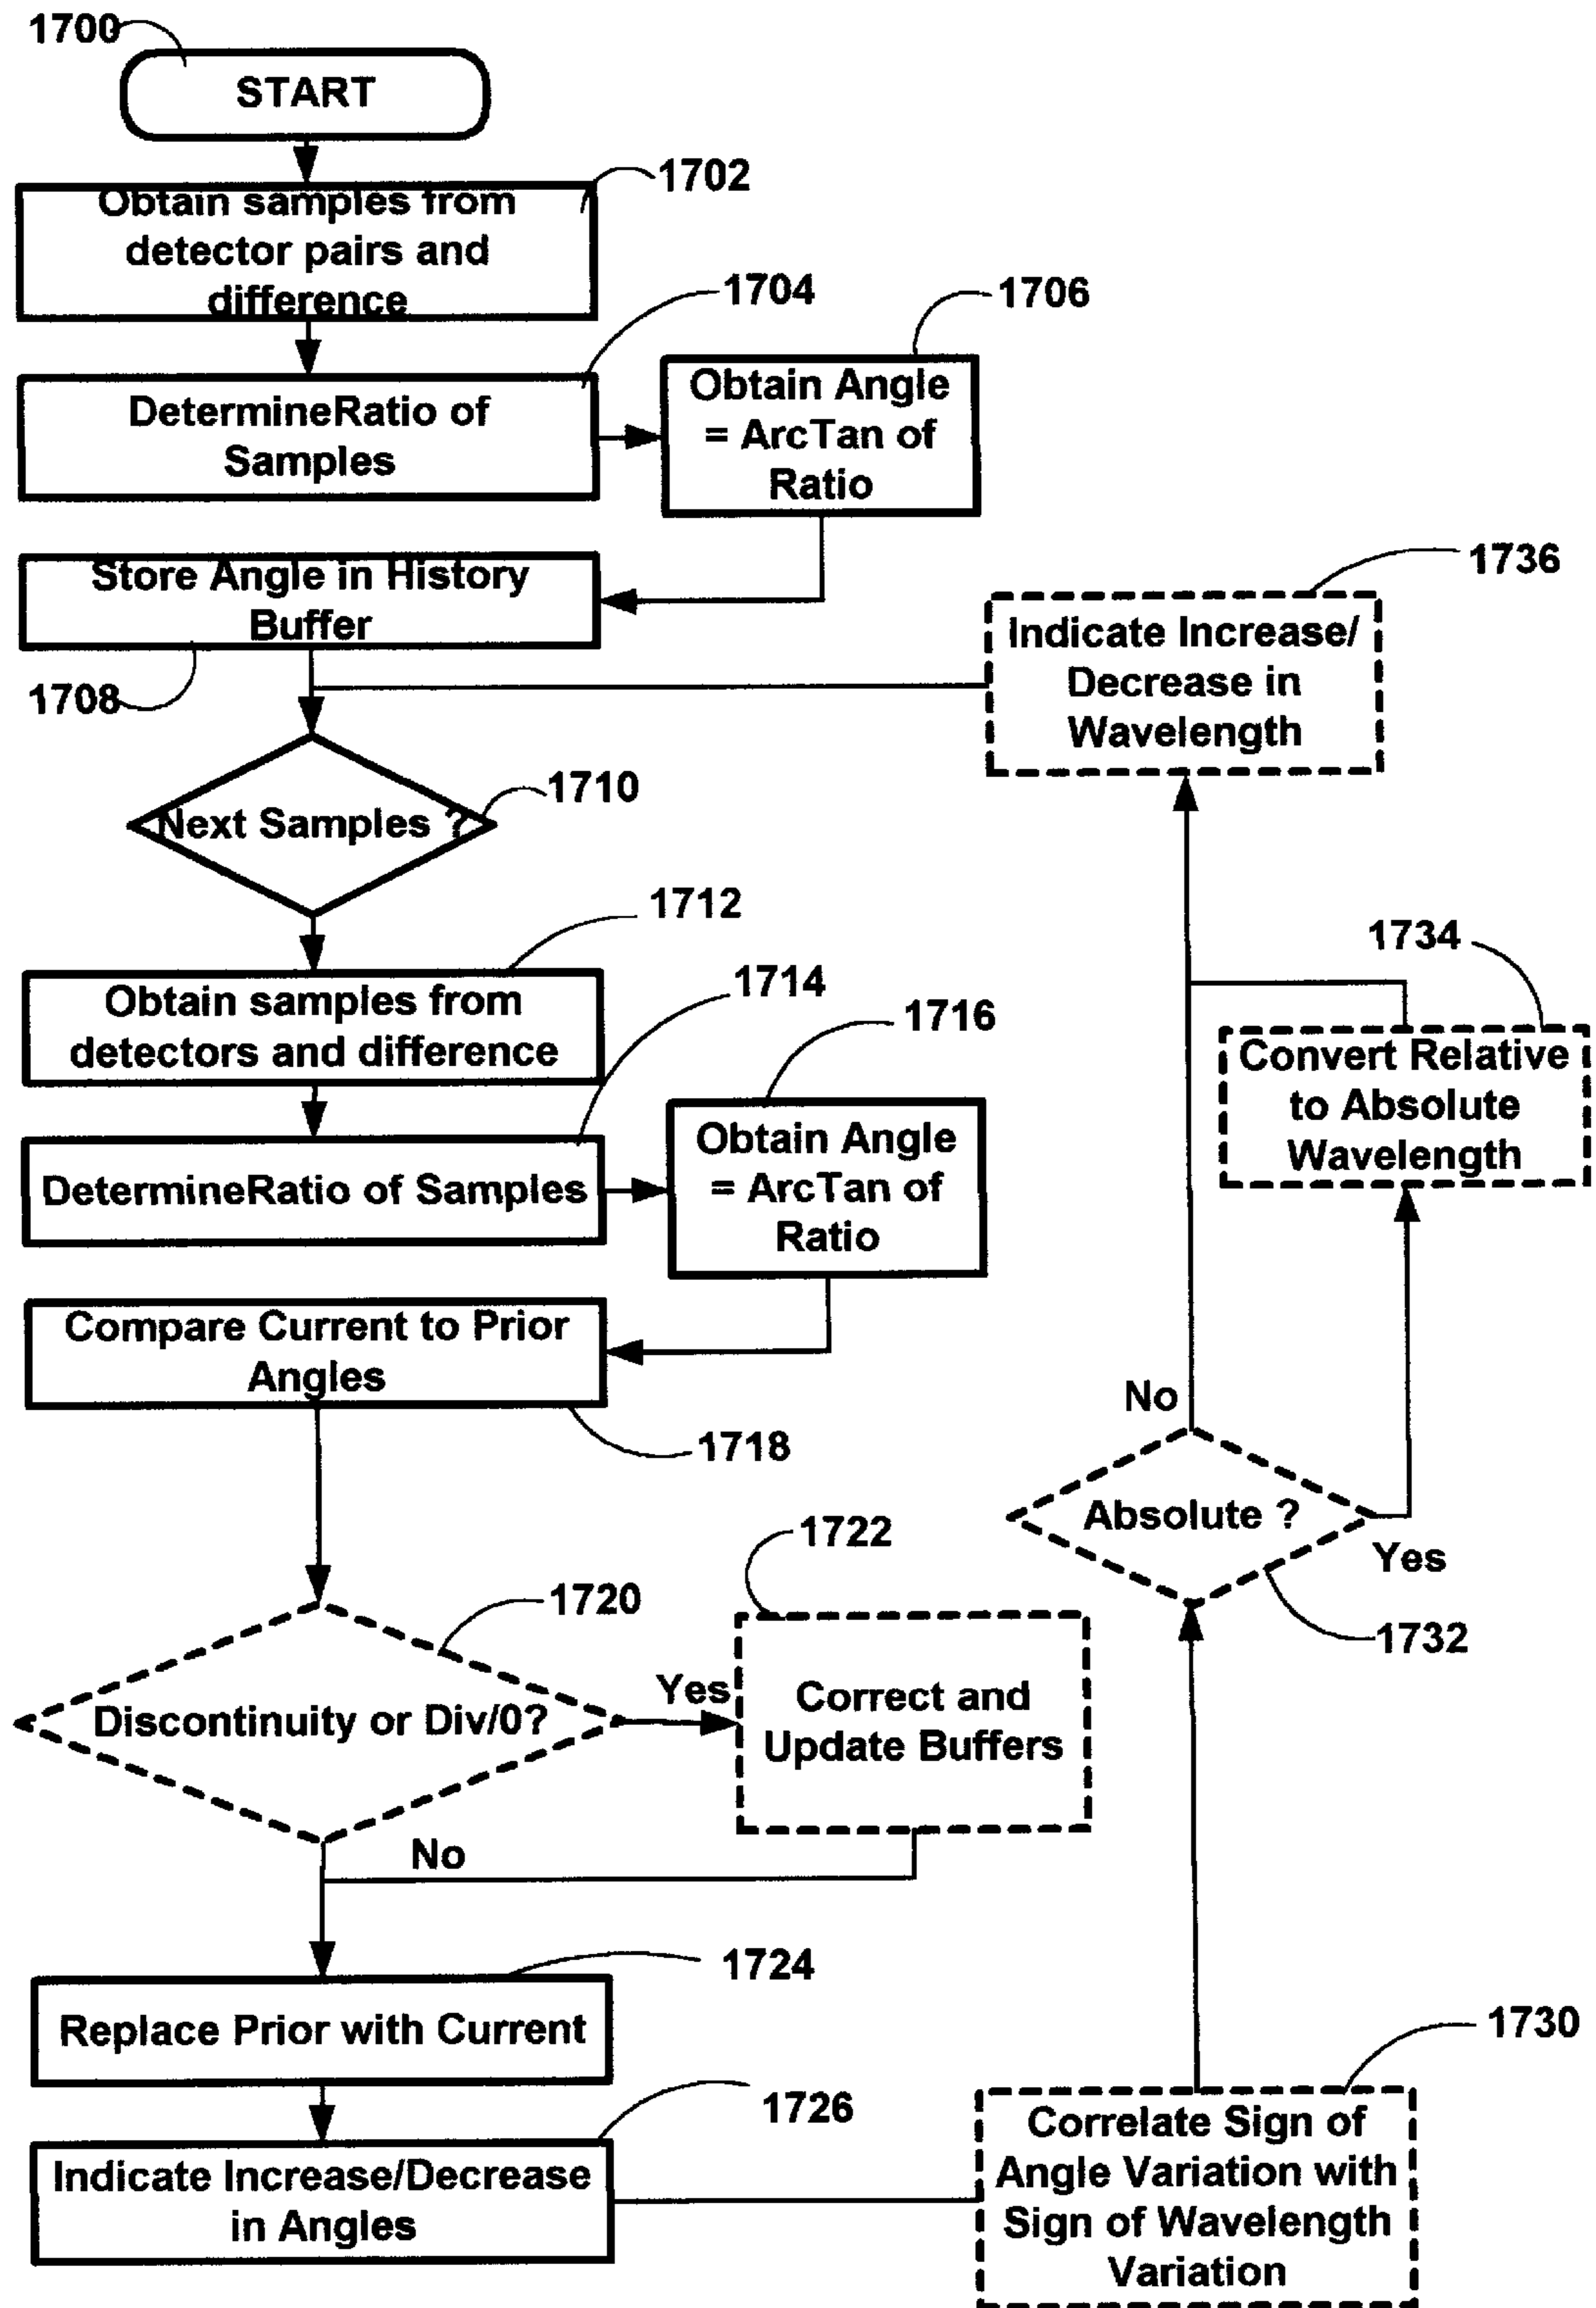 1700
START
1702
Obtain samples from
detector pairs and
difference
1704
DetermineRatio of
Samples
1706
Obtain Angle
= ArcTan of
Ratio
Store Angle in History
Buffer
1708
1736
Indicate Increase/
Decrease in
Wavelength
Next Samples ?
1710
1712
Obtain samples from
detectors and difference
1714
DetermineRatio of Samples
1716
Obtain Angle
= ArcTan of
Ratio
1734
Convert Relative
to Absolute
Wavelength
Compare Current to Prior
Angles
1718
No
Absolute ?
Yes
1732
1720
Discontinuity or Div/0?
Yes
No
1722
Correct and
Update Buffers
1724
Replace Prior with Current
1726
Indicate Increase/Decrease
in Angles
1730
Correlate Sign of
Angle Variation with
Sign of Wavelength
Variation